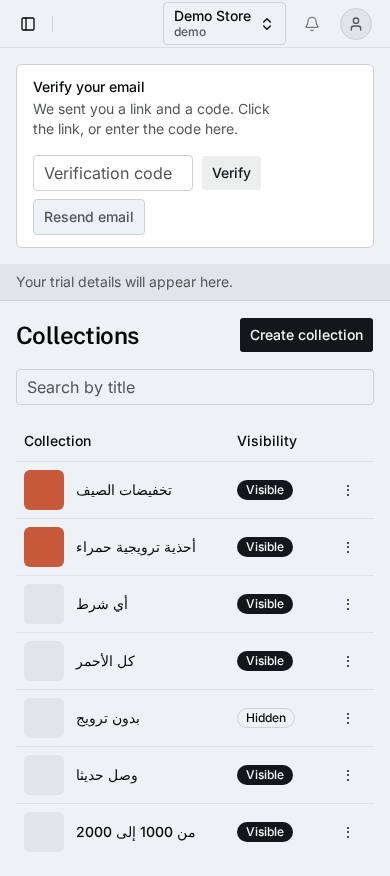 Demo Store
demo
Verify your email
We sent you a link and a code. Click
the link, or enter the code here.
Verification code
Verify
Resend email
Your trial details will appear here.
Collections
Create collection
Search by title
Collection
Visibility
تخفيضات الصيف
Visible
أحذية ترويجية حمراء
Visible
أي شرط
Visible
كل الأحمر
Visible
بدون ترويج
Hidden
وصل حديثا
Visible
من 1000 إلى 2000
Visible